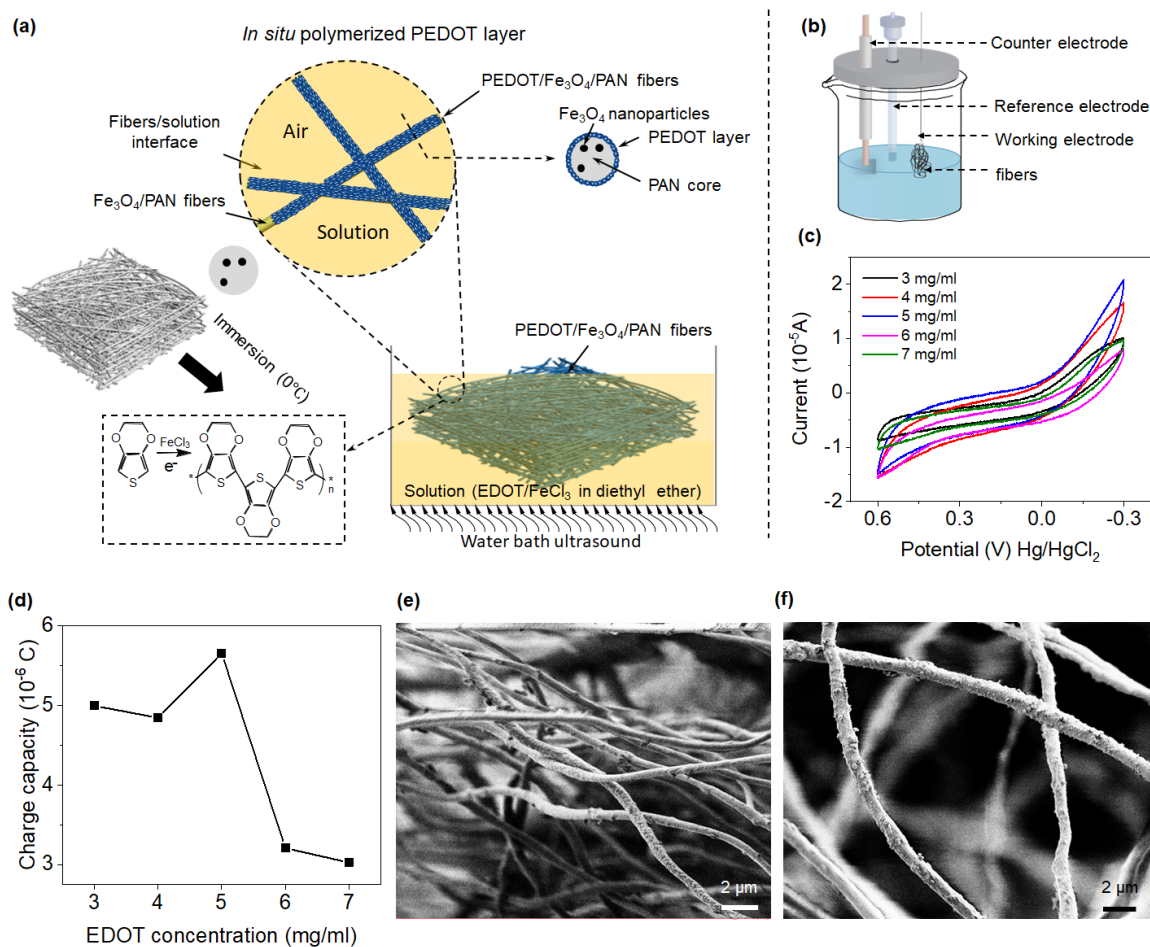 (a)
In situ polymerized PEDOT layer
PEDOT/Fe₃O₄/PAN fibers
Fe₃O₄ nanoparticles
PEDOT layer
PAN core
Air
Fibers/solution
interface
Fe₃O₄/PAN fibers
Solution
Immersion (0°C)
PEDOT/Fe₃O₄/PAN fibers
O O
S
FeCl₃
e⁻
* ( O O S S O O O O S ) * n
Solution (EDOT/FeCl₃ in diethyl ether)
Water bath ultrasound
(b)
Counter electrode
Reference electrode
Working electrode
fibers
(c)
Current (10⁻⁵A)
2
1
0
-1
-2
3 mg/ml
4 mg/ml
5 mg/ml
6 mg/ml
7 mg/ml
0.6 0.3 0.0 -0.3
Potential (V) Hg/HgCl₂
(d)
Charge capacity (10⁻⁶ C)
6
5
4
3
3 4 5 6 7
EDOT concentration (mg/ml)
(e)
2 μm
(f)
2 μm